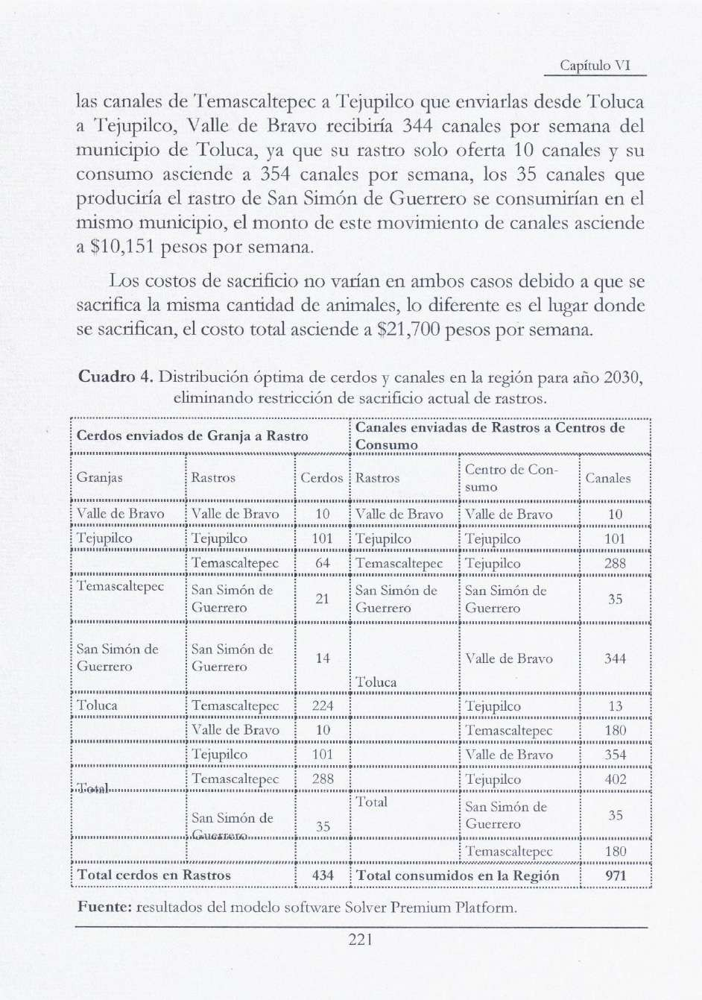 Capítulo VI
las canales de Temascaltepec a Tejupilco que enviarlas desde Toluca
a Tejupilco, Valle de Bravo recibiría 344 canales por semana del
municipio de Toluca, ya que su rastro solo oferta 10 canales y su
consumo asciende a 354 canales por semana, los 35 canales que
produciría el rastro de San Simón de Guerrero se consumirían en el
mismo municipio, el monto de este movimiento de canales asciende
a $10,151 pesos por semana.
Los costos de sacrificio no varían en ambos casos debido a que se
sacrifica la misma cantidad de animales, lo diferente es el lugar donde
se sacrifican, el costo total asciende a $21,700 pesos por semana.
Cuadro 4. Distribución óptima de cerdos y canales en la región para año 2030,
eliminando restricción de sacrificio actual de rastros.
Cerdos enviados de Granja a Rastro
Canales enviadas de Rastros a Centros de
Consumo
Granjas Rastros Cerdos Rastros Centro de Con-
sumo Canales
Valle de Bravo Valle de Bravo 10 Valle de Bravo Valle de Bravo 10
Tejupilco Tejupilco 101 Tejupilco Tejupilco 101
Temascaltepec 64 Temascaltepec Tejupilco 288
Temascaltepec San Simón de 21 San Simón de San Simón de 35
Guerrero Guerrero Guerrero
San Simón de San Simón de 14 Valle de Bravo 344
Guerrero Guerrero
Toluca
Toluca Temascaltepec 224 Tejupilco 13
Valle de Bravo 10 Temascaltepec 180
Tejupilco 101 Valle de Bravo 354
Total Temascaltepec 288 Tejupilco 402
Total San Simón de 35
San Simón de 35 Guerrero
Guerrero
Temascaltepec 180
Total cerdos en Rastros 434 Total consumidos en la Región 971
Fuente: resultados del modelo software Solver Premium Platform.
221